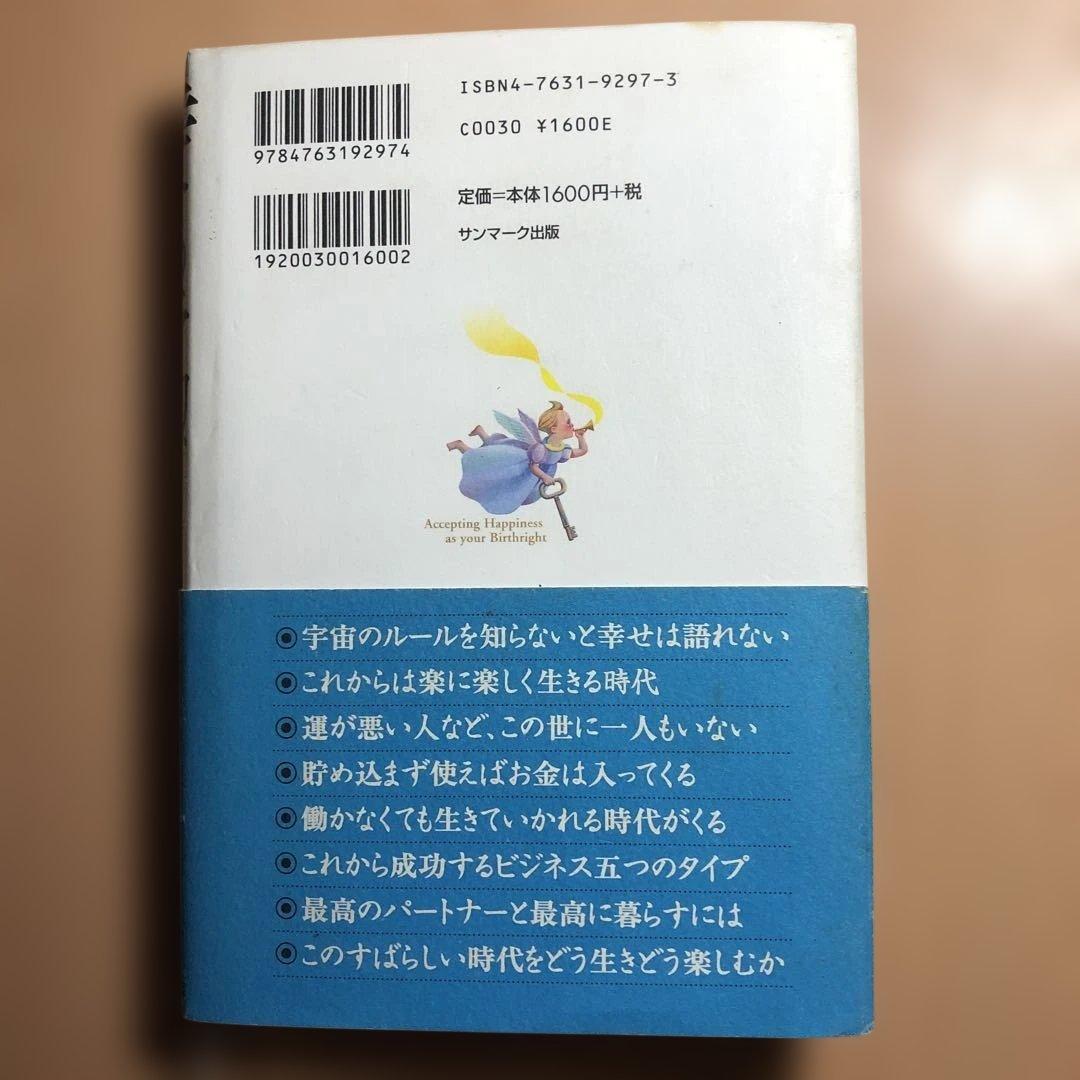 ISBN4-7631-9297-3
C0030 ¥1600E
9784763192974
定価=本体1600円+税
サンマーク出版
1920030016002
Accepting Happiness
as your Birthright
◉宇宙のルールを知らないと幸せは語れない
◉これからは楽に楽しく生きる時代
◉運が悪い人など、この世に一人もいない
◉貯め込まず使えばお金は入ってくる
◉働かなくても生きていかれる時代がくる
◉これから成功するビジネス五つのタイプ
◉最高のパートナーと最高に暮らすには
◉このすばらしい時代をどう生きどう楽しむか